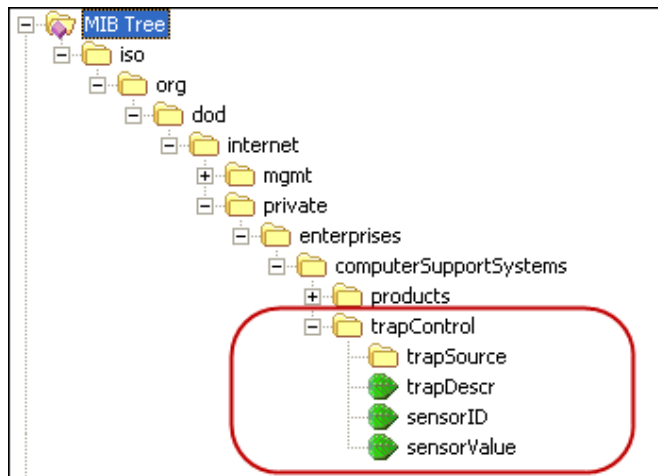 MIB Tree
iso
org
dod
internet
mgmt
private
enterprises
computerSupportSystems
products
trapControl
trapSource
trapDescr
sensorID
sensorValue